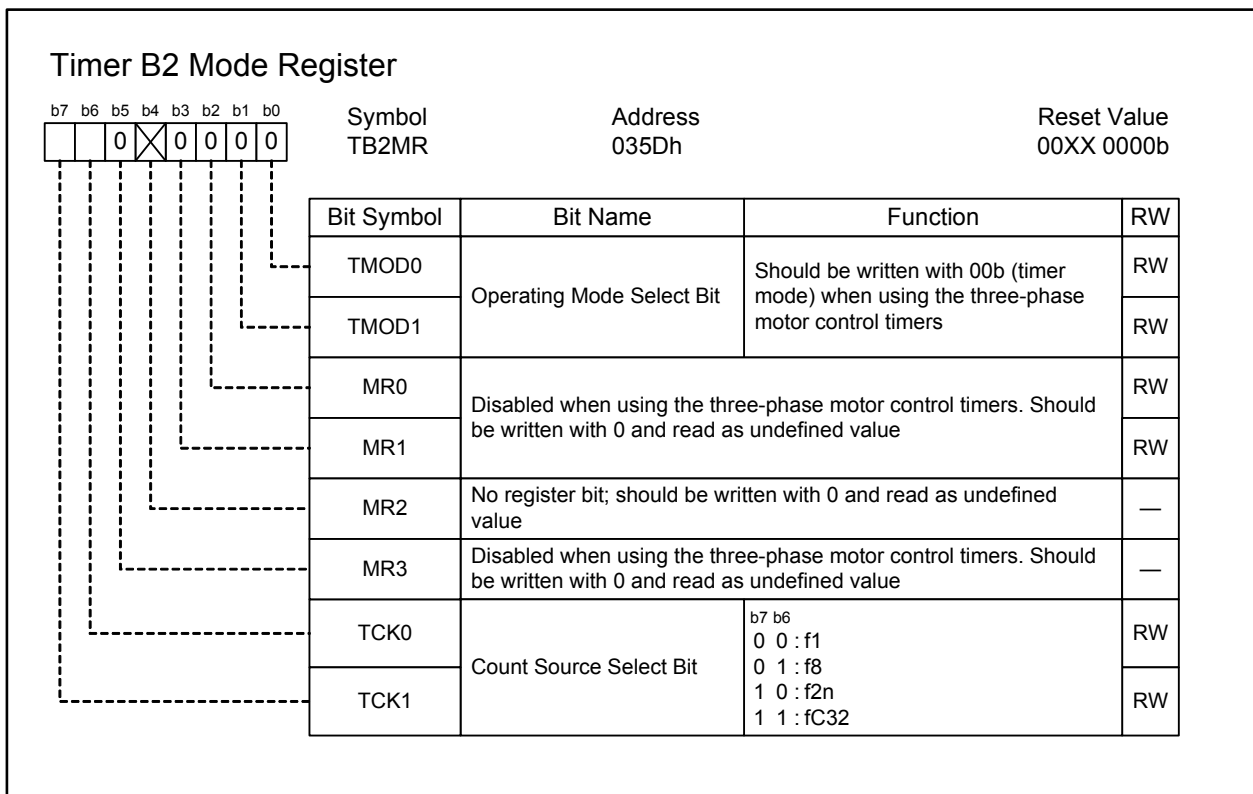 Timer B2 Mode Register
b7 b6 b5 b4 b3 b2 b1 b0
0 0 0 0 0
Symbol Address Reset Value
TB2MR 035Dh 00XX 0000b
Bit Symbol Bit Name Function RW
TMOD0 RW
Operating Mode Select Bit
Should be written with 00b (timer
mode) when using the three-phase
motor control timers
TMOD1 RW
MR0 RW
Disabled when using the three-phase motor control timers. Should
be written with 0 and read as undefined value
MR1 RW
MR2 —
No register bit; should be written with 0 and read as undefined
value
MR3 —
Disabled when using the three-phase motor control timers. Should
be written with 0 and read as undefined value
TCK0 RW
Count Source Select Bit
b7 b6
0 0 : f1
0 1 : f8
1 0 : f2n
1 1 : fC32
TCK1 RW